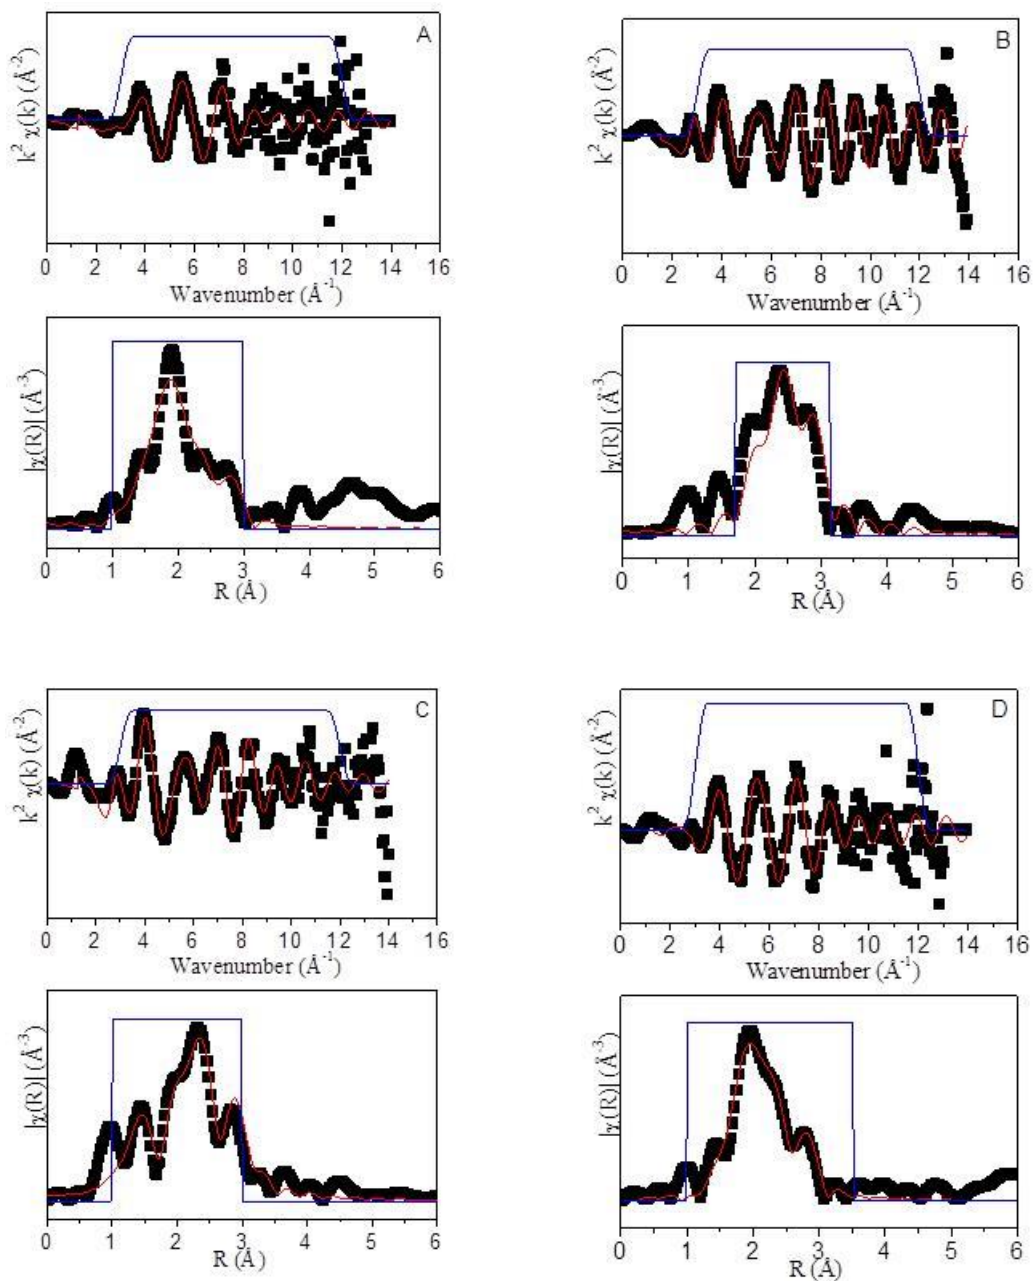 A
k² χ(k) (Å⁻²)
0 2 4 6 8 10 12 14 16
Wavenumber (Å⁻¹)
B
k² χ(k) (Å⁻²)
0 2 4 6 8 10 12 14 16
Wavenumber (Å⁻¹)
|χ(R)| (Å⁻³)
0 1 2 3 4 5 6
R (Å)
|χ(R)| (Å⁻³)
0 1 2 3 4 5 6
R (Å)
C
k² χ(k) (Å⁻²)
0 2 4 6 8 10 12 14 16
Wavenumber (Å⁻¹)
D
k² χ(k) (Å⁻²)
0 2 4 6 8 10 12 14 16
Wavenumber (Å⁻¹)
|χ(R)| (Å⁻³)
0 1 2 3 4 5 6
R (Å)
|χ(R)| (Å⁻³)
0 1 2 3 4 5 6
R (Å)